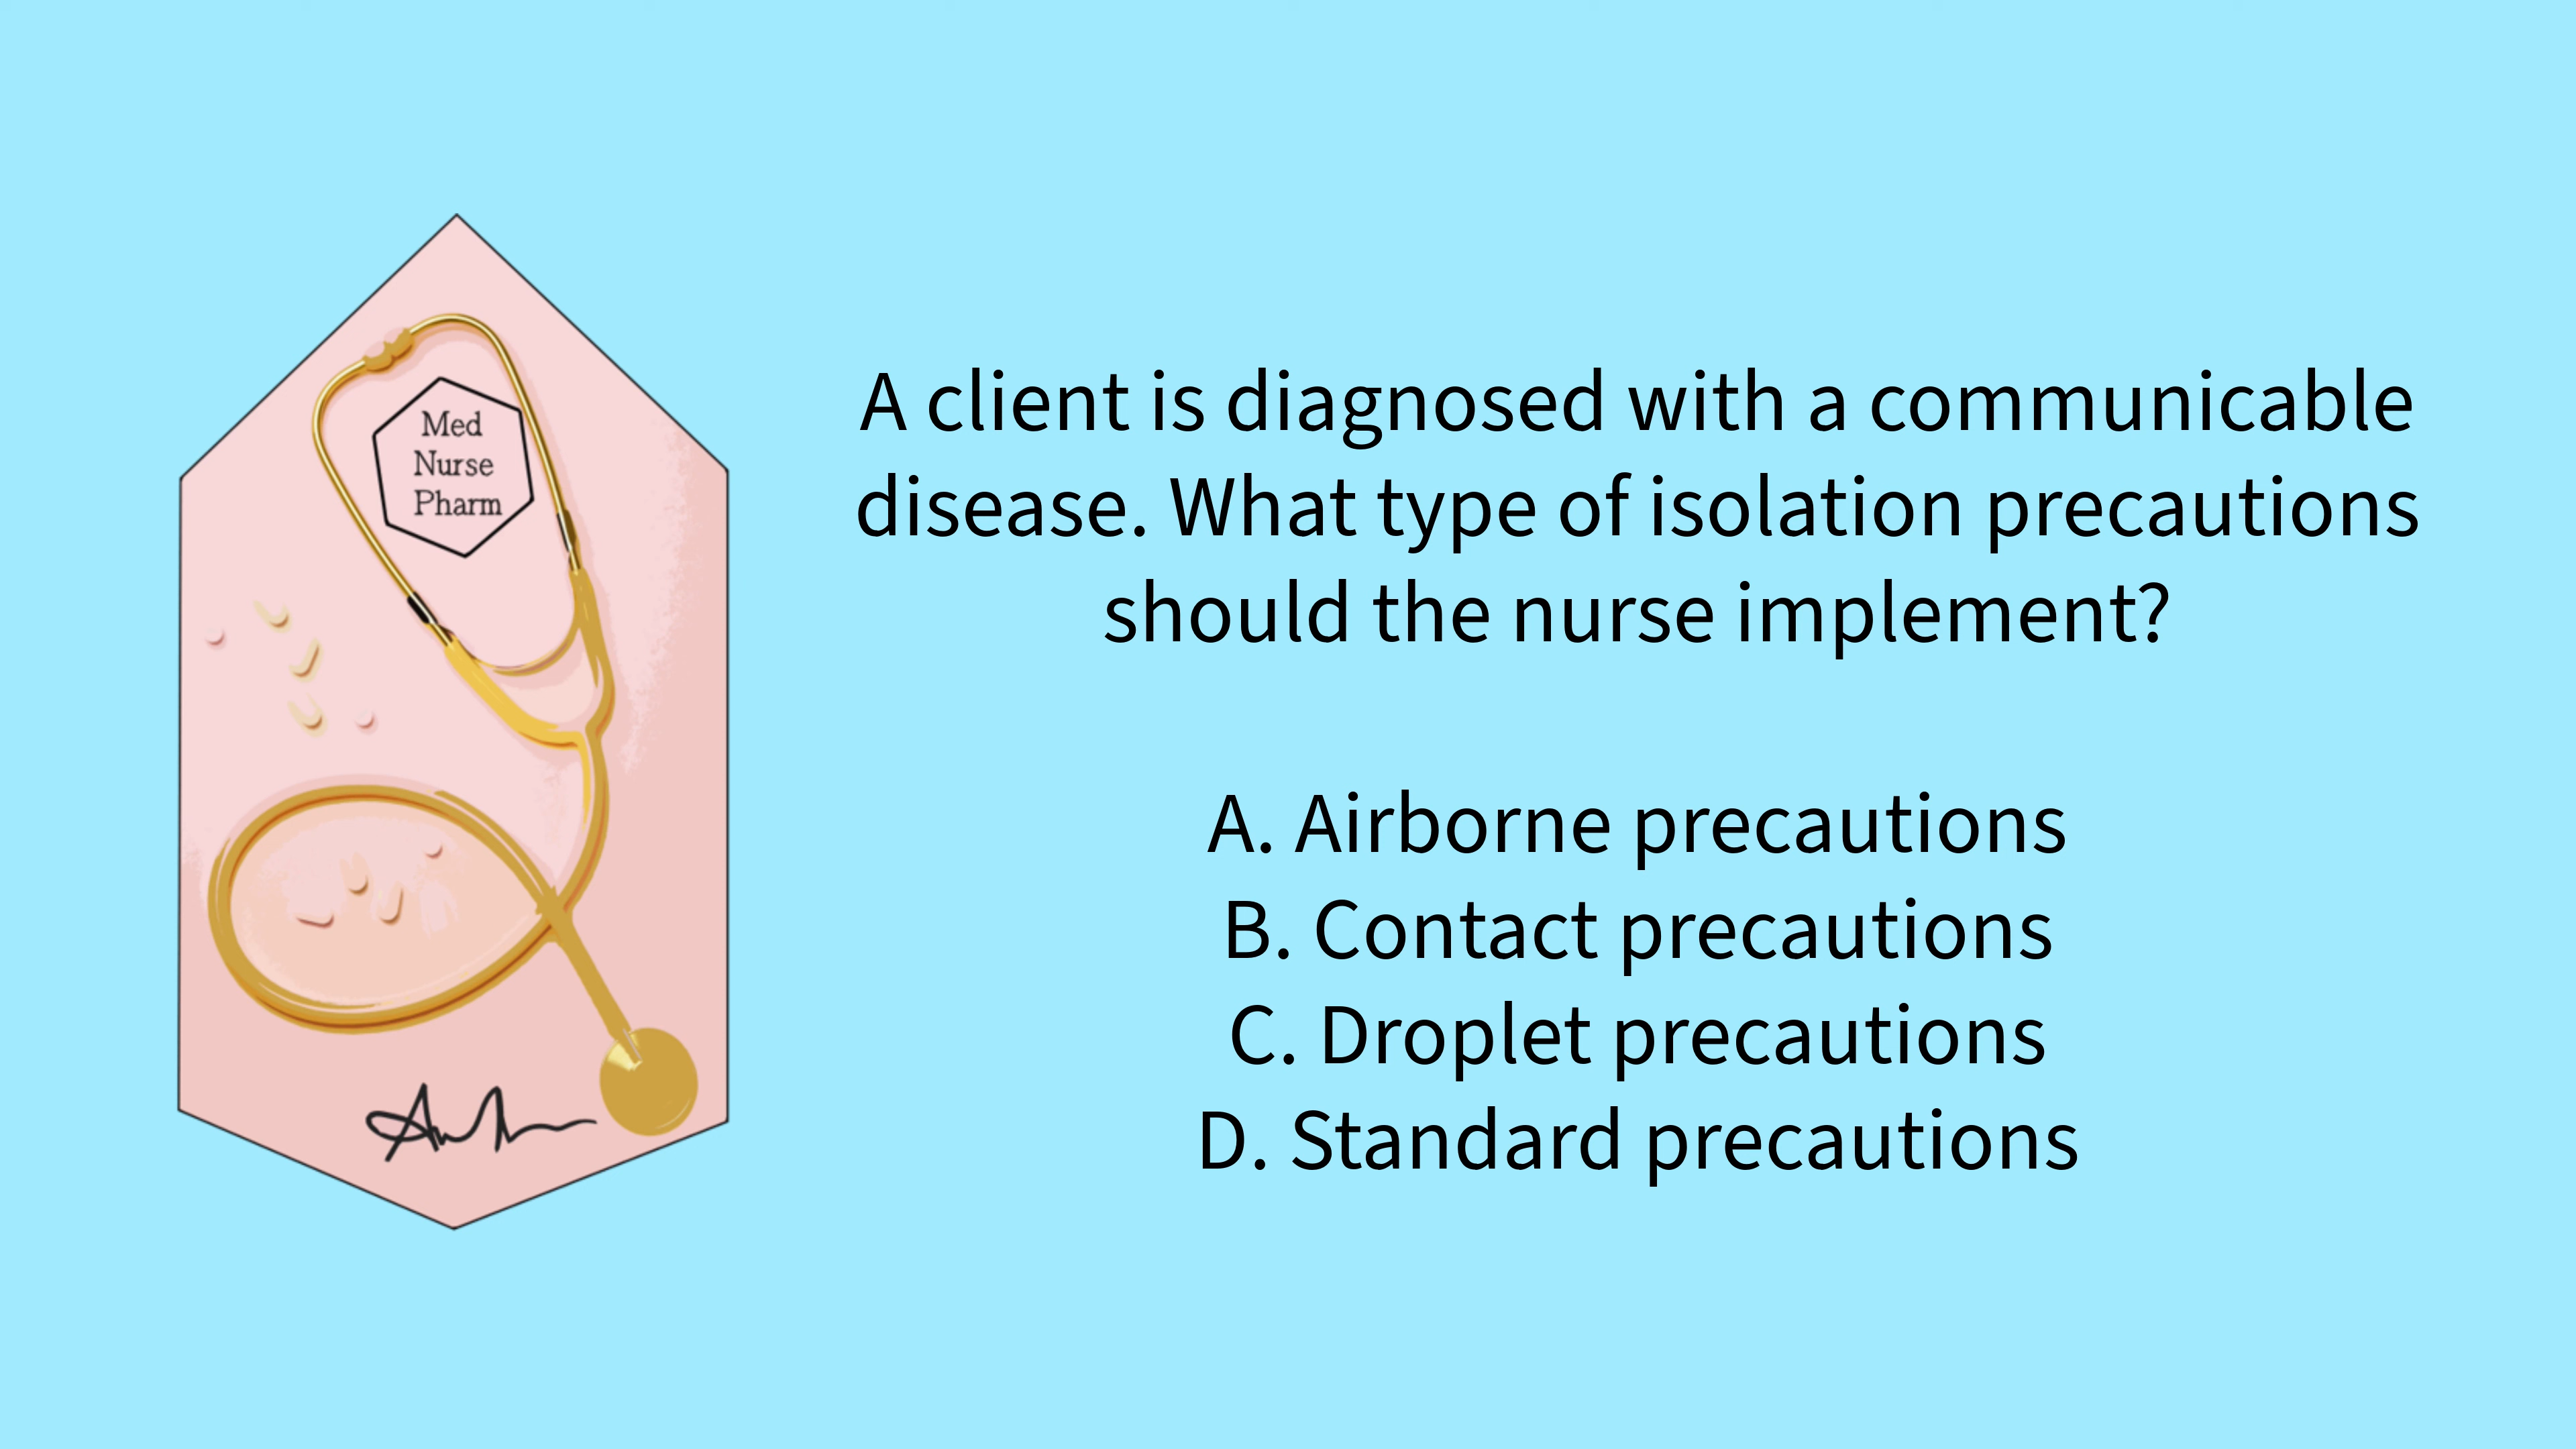 Med
Nurse
Pharm
A client is diagnosed with a communicable
disease. What type of isolation precautions
should the nurse implement?
A. Airborne precautions
B. Contact precautions
C. Droplet precautions
D. Standard precautions